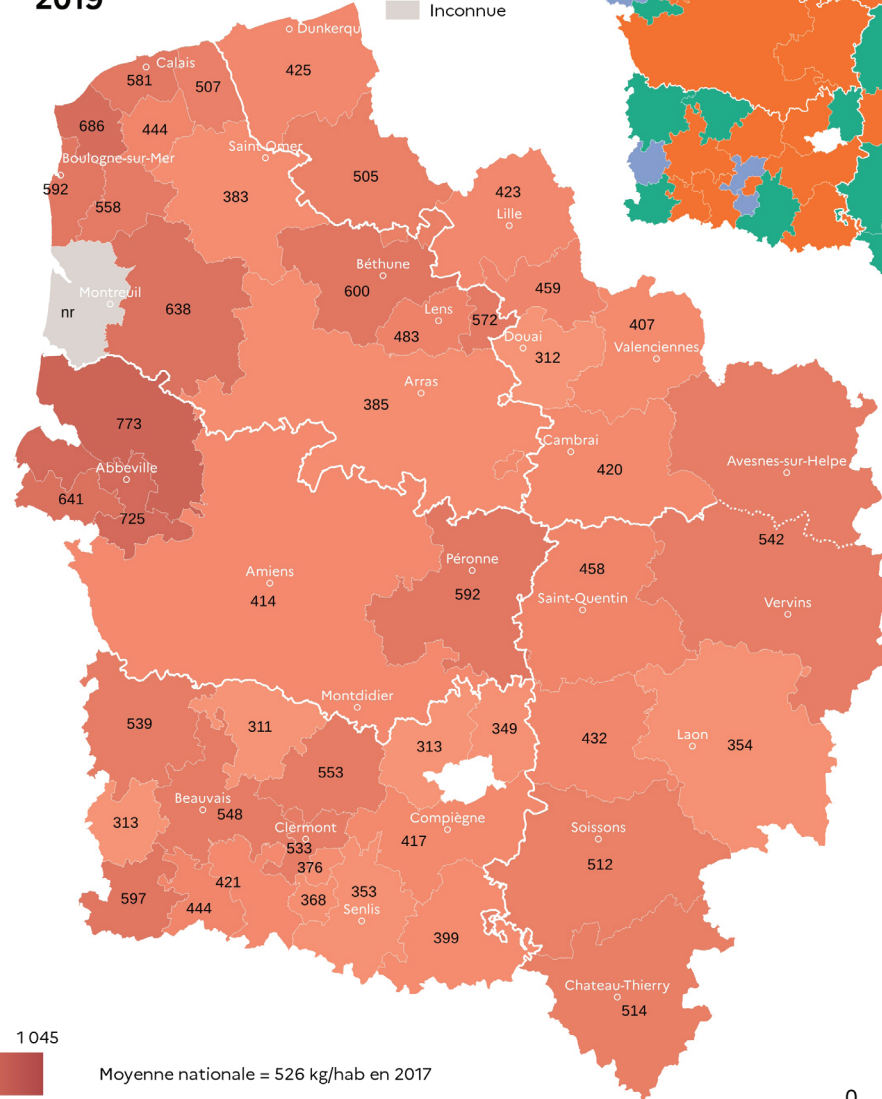 2019
Inconnue
Dunkerqu
425
Calais
581
507
686
444
Saint-Omer
Boulogne-sur-Mer
505
592
383
423
558
Lille
Béthune
600
459
Montreuil
nr
638
Lens
572
483
407
Douai
312
Valenciennes
Arras
385
773
Cambrai
420
Avesnes-sur-Helpe
Abbeville
641
725
542
Péronne
592
458
Amiens
414
Saint-Quentin
Vervins
Montdidier
539
311
349
313
432
Laon
354
553
Beauvais
548
313
Clermont
533
Compiègne
417
Soissons
512
376
421
353
368
597
444
Senlis
399
Chateau-Thierry
514
1 045
Moyenne nationale = 526 kg/hab en 2017
0